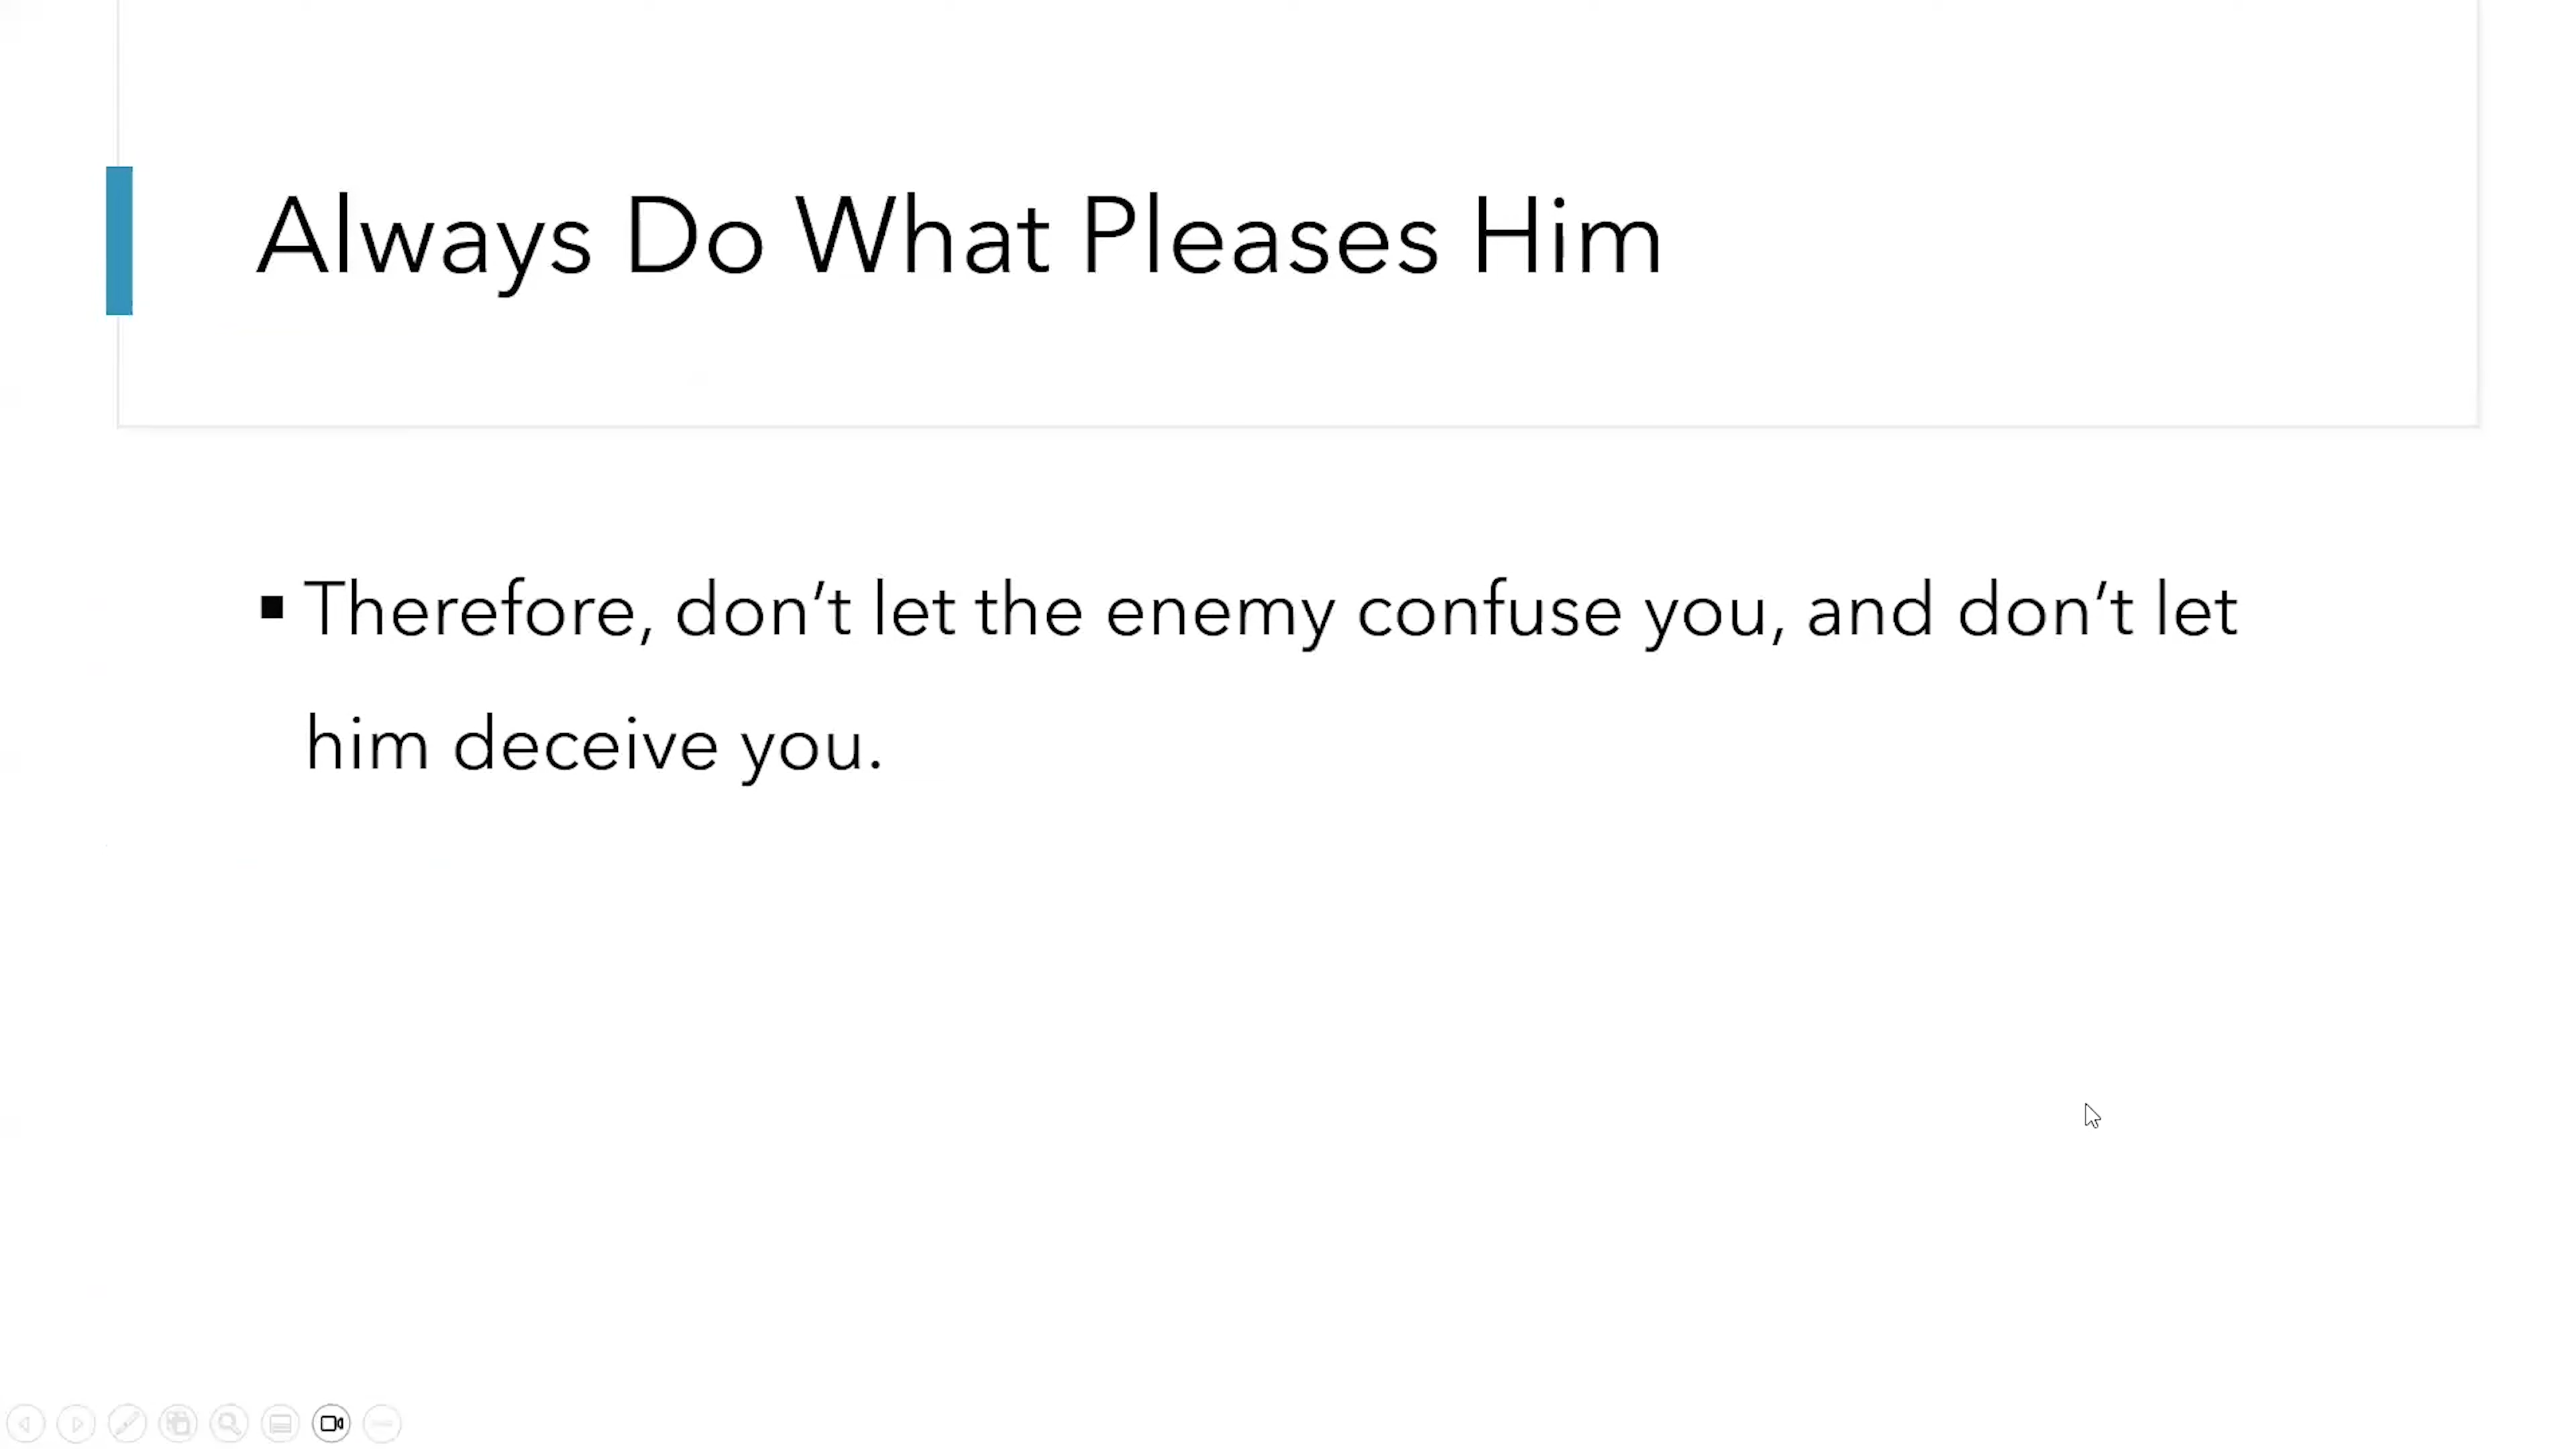 Always Do What Pleases Him
▪ Therefore, don’t let the enemy confuse you, and don’t let
him deceive you.